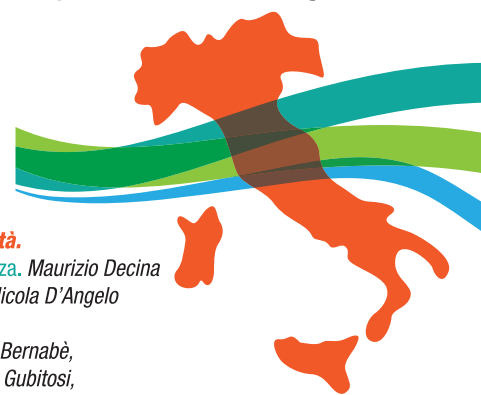 tà.
za. Maurizio Decina
icola D'Angelo
Bernabè,
Gubitosi,